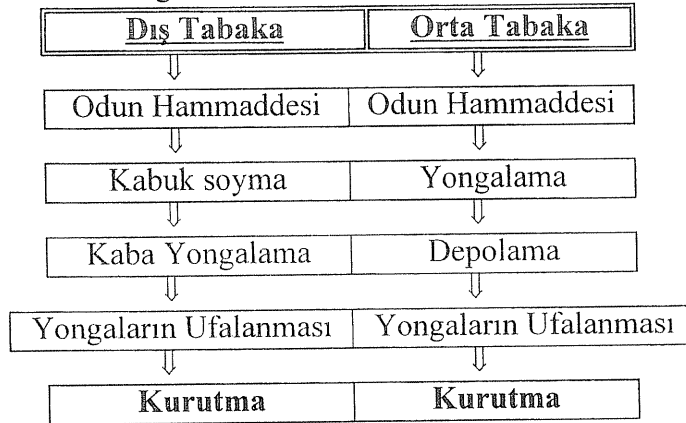 Dış Tabaka Orta Tabaka
Odun Hammaddesi Odun Hammaddesi
Kabuk soyma Yongalama
Kaba Yongalama Depolama
Yongaların Ufalanması Yongaların Ufalanması
Kurutma Kurutma